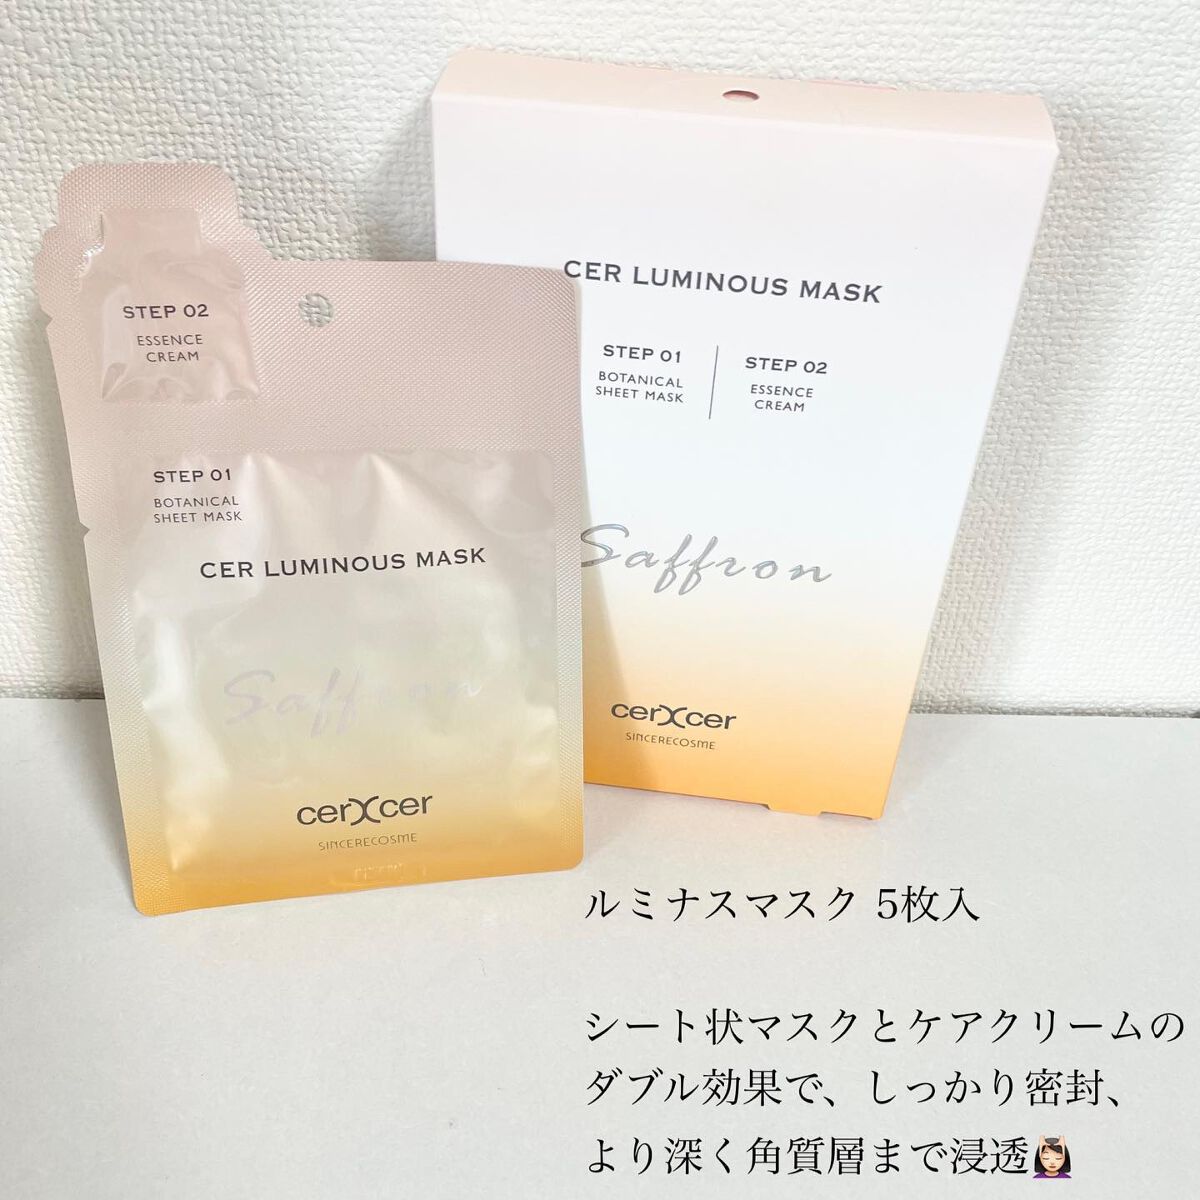 STEP 02
ESSENCE
CREAM
STEP 01
BOTANICAL
SHEET MASK
CER LUMINOUS MASK
Saffron
cerXcer
SINCERECOSME
CER LUMINOUS MASK
STEP 01
BOTANICAL
SHEET MASK
STEP 02
ESSENCE
CREAM
Saffron
cerXcer
SINCERECOSME
ルミナスマスク 5枚入
シート状マスクとケアクリームの
ダブル効果で、しっかり密封、
より深く角質層まで浸透💆🏻‍♀️